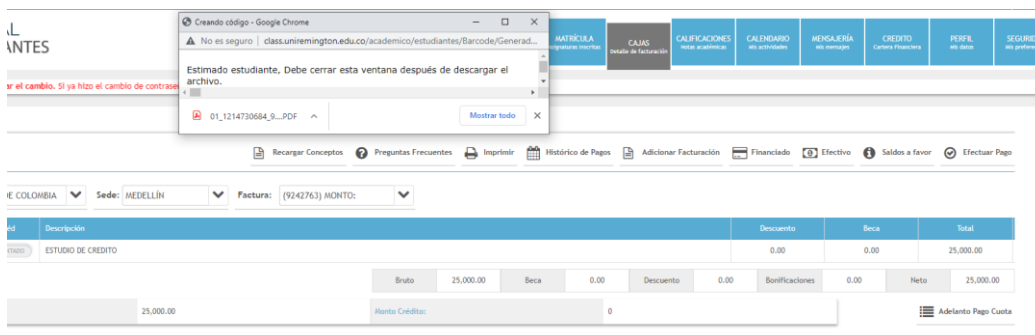 Creando código - Google Chrome
No es seguro | class.uniremington.edu.co/academico/estudiantes/Barcode/Generad...
Estimado estudiante, Debe cerrar esta ventana después de descargar el
archivo.
01_1214730684_9....PDF
Mostrar todo
AL
ANTES
MATRÍCULA
asignaturas inscritas
CAJAS
Detalle de facturación
CALIFICACIONES
Notas académicas
CALENDARIO
Mis actividades
MENSAJERÍA
Mis mensajes
CREDITO
Cartera Financiera
PERFIL
Mis datos
SEGURID
Mis prefere
ar el cambio. Si ya hizo el cambio de contrase
Recargar Conceptos
Preguntas Frecuentes
Imprimir
Histórico de Pagos
Adicionar Facturación
Financiado
Efectivo
Saldos a favor
Efectuar Pago
DE COLOMBIA
Sede: MEDELLÍN
Factura: (9242763) MONTO:
éd Descripción Descuento Beca Total
NTADO ESTUDIO DE CREDITO 0.00 0.00 25,000.00
Bruto 25,000.00 Beca 0.00 Descuento 0.00 Bonificaciones 0.00 Neto 25,000.00
25,000.00 Monto Crédito: 0 Adelanto Pago Cuota